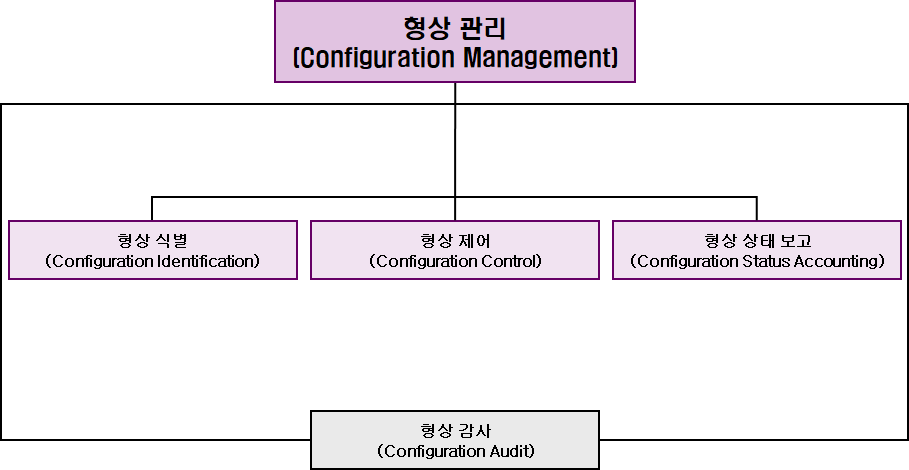 형상 관리
(Configuration Management)
형상 식별
(Configuration Identification)
형상 제어
(Configuration Control)
형상 상태 보고
(Configuration Status Accounting)
형상 감사
(Configuration Audit)